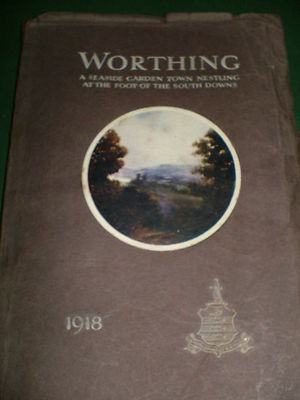 WORTHING
A SEASIDE GARDEN TOWN NESTLING
AT THE FOOT OF THE SOUTH DOWNS
1918